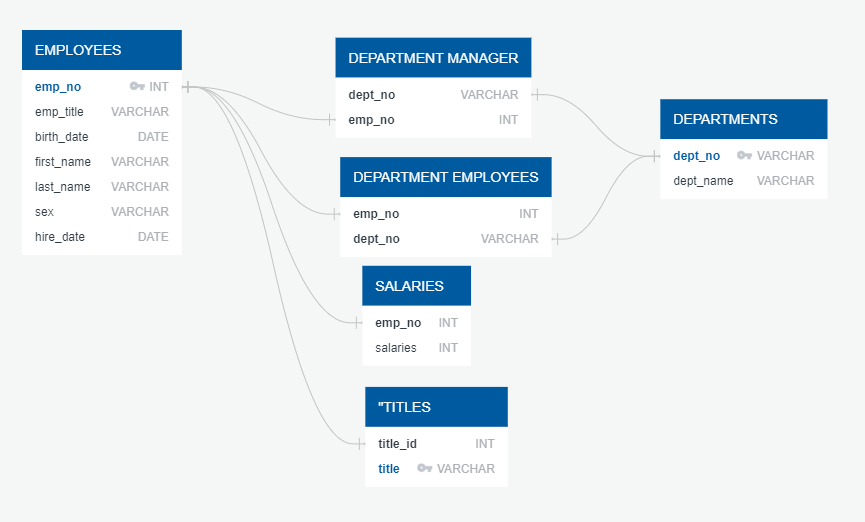 EMPLOYEES
emp_no INT
emp_title VARCHAR
birth_date DATE
first_name VARCHAR
last_name VARCHAR
sex VARCHAR
hire_date DATE
DEPARTMENT MANAGER
dept_no VARCHAR
emp_no INT
DEPARTMENT EMPLOYEES
emp_no INT
dept_no VARCHAR
SALARIES
emp_no INT
salaries INT
"TITLES
title_id INT
title VARCHAR
DEPARTMENTS
dept_no VARCHAR
dept_name VARCHAR